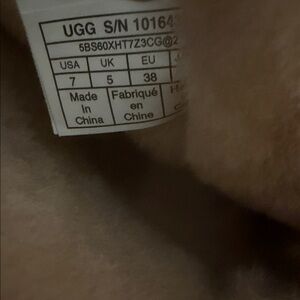 UGG S/N 10164
5BS60XHT7Z3CG@2
USA UK EU
7 5 38
Made Fabriqué
in en
China Chine